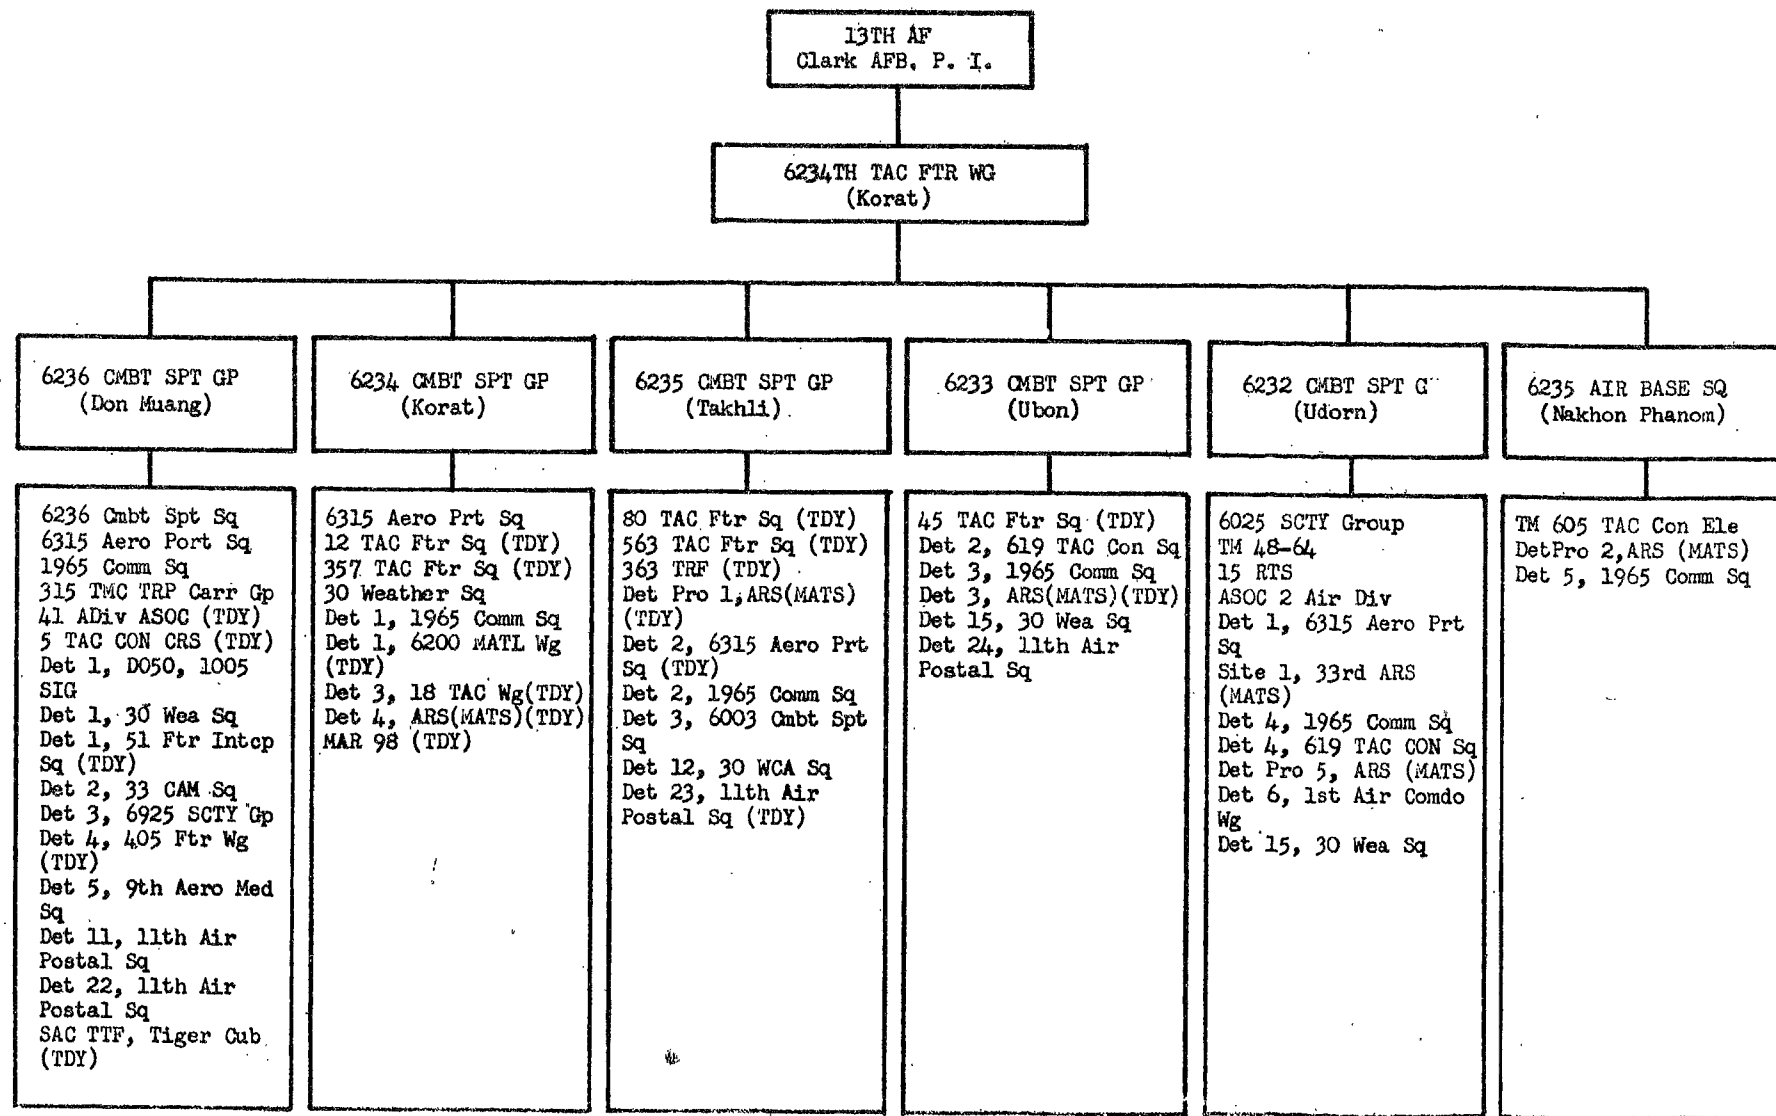 13TH AF
Clark AFB, P. I.
6234TH TAC FTR WG
(Korat)
6236 CMBT SPT GP
(Don Muang)
6234 CMBT SPT GP
(Korat)
6235 CMBT SPT GP
(Takhli)
6233 CMBT SPT GP
(Ubon)
6232 CMBT SPT G
(Udorn)
6235 AIR BASE SQ
(Nakhon Phanom)
6236 Cmbt Spt Sq
6315 Aero Port Sq
1965 Comm Sq
315 TMC TRP Carr Gp
41 ADiv ASOC (TDY)
5 TAC CON CRS (TDY)
Det 1, D050, 1005
SIG
Det 1, 30 Wea Sq
Det 1, 51 Ftr Intcp
Sq (TDY)
Det 2, 33 CAM Sq
Det 3, 6925 SCTY Gp
Det 4, 405 Ftr Wg
(TDY)
Det 5, 9th Aero Med
Sq
Det 11, 11th Air
Postal Sq
Det 22, 11th Air
Postal Sq
SAC TTF, Tiger Cub
(TDY)
6315 Aero Prt Sq
12 TAC Ftr Sq (TDY)
357 TAC Ftr Sq (TDY)
30 Weather Sq
Det 1, 1965 Comm Sq
Det 1, 6200 MATL Wg
(TDY)
Det 3, 18 TAC Wg(TDY)
Det 4, ARS(MATS)(TDY)
MAR 98 (TDY)
80 TAC Ftr Sq (TDY)
563 TAC Ftr Sq (TDY)
363 TRF (TDY)
Det Pro 1,ARS(MATS)
(TDY)
Det 2, 6315 Aero Prt
Sq (TDY)
Det 2, 1965 Comm Sq
Det 3, 6003 Cmbt Spt
Sq
Det 12, 30 WCA Sq
Det 23, 11th Air
Postal Sq (TDY)
45 TAC Ftr Sq (TDY)
Det 2, 619 TAC Con Sq
Det 3, 1965 Comm Sq
Det 3, ARS(MATS)(TDY)
Det 15, 30 Wea Sq
Det 24, 11th Air
Postal Sq
6025 SCTY Group
TM 48-64
15 RTS
ASOC 2 Air Div
Det 1, 6315 Aero Prt
Sq
Site 1, 33rd ARS
(MATS)
Det 4, 1965 Comm Sq
Det 4, 619 TAC CON Sq
Det Pro 5, ARS (MATS)
Det 6, 1st Air Comdo
Wg
Det 15, 30 Wea Sq
TM 605 TAC Con Ele
DetPro 2,ARS (MATS)
Det 5, 1965 Comm Sq